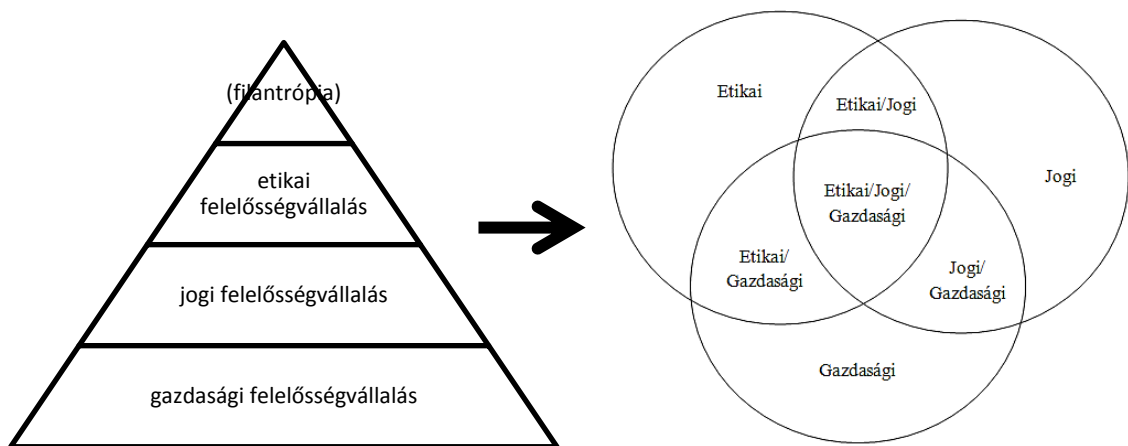 (filantrópia)
etikai
felelősségvállalás
jogi felelősségvállalás
gazdasági felelősségvállalás
Etikai
Etikai/Jogi
Jogi
Etikai/Jogi/
Gazdasági
Etikai/
Gazdasági
Jogi/
Gazdasági
Gazdasági